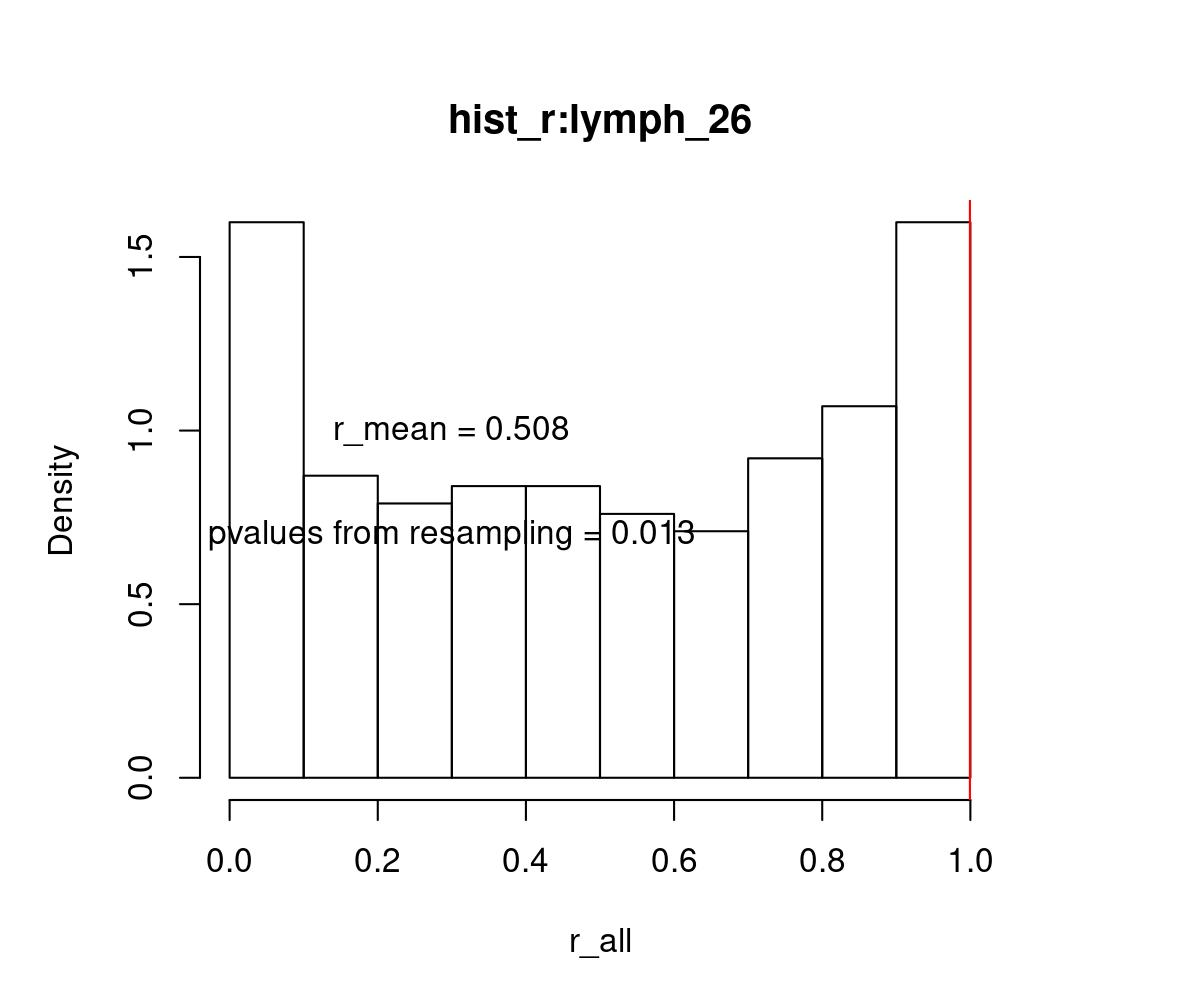 hist_r:lymph_26
Density
1.5
1.0
0.5
0.0
r_mean = 0.508
pvalues from resampling = 0.013
0.0 0.2 0.4 0.6 0.8 1.0
r_all